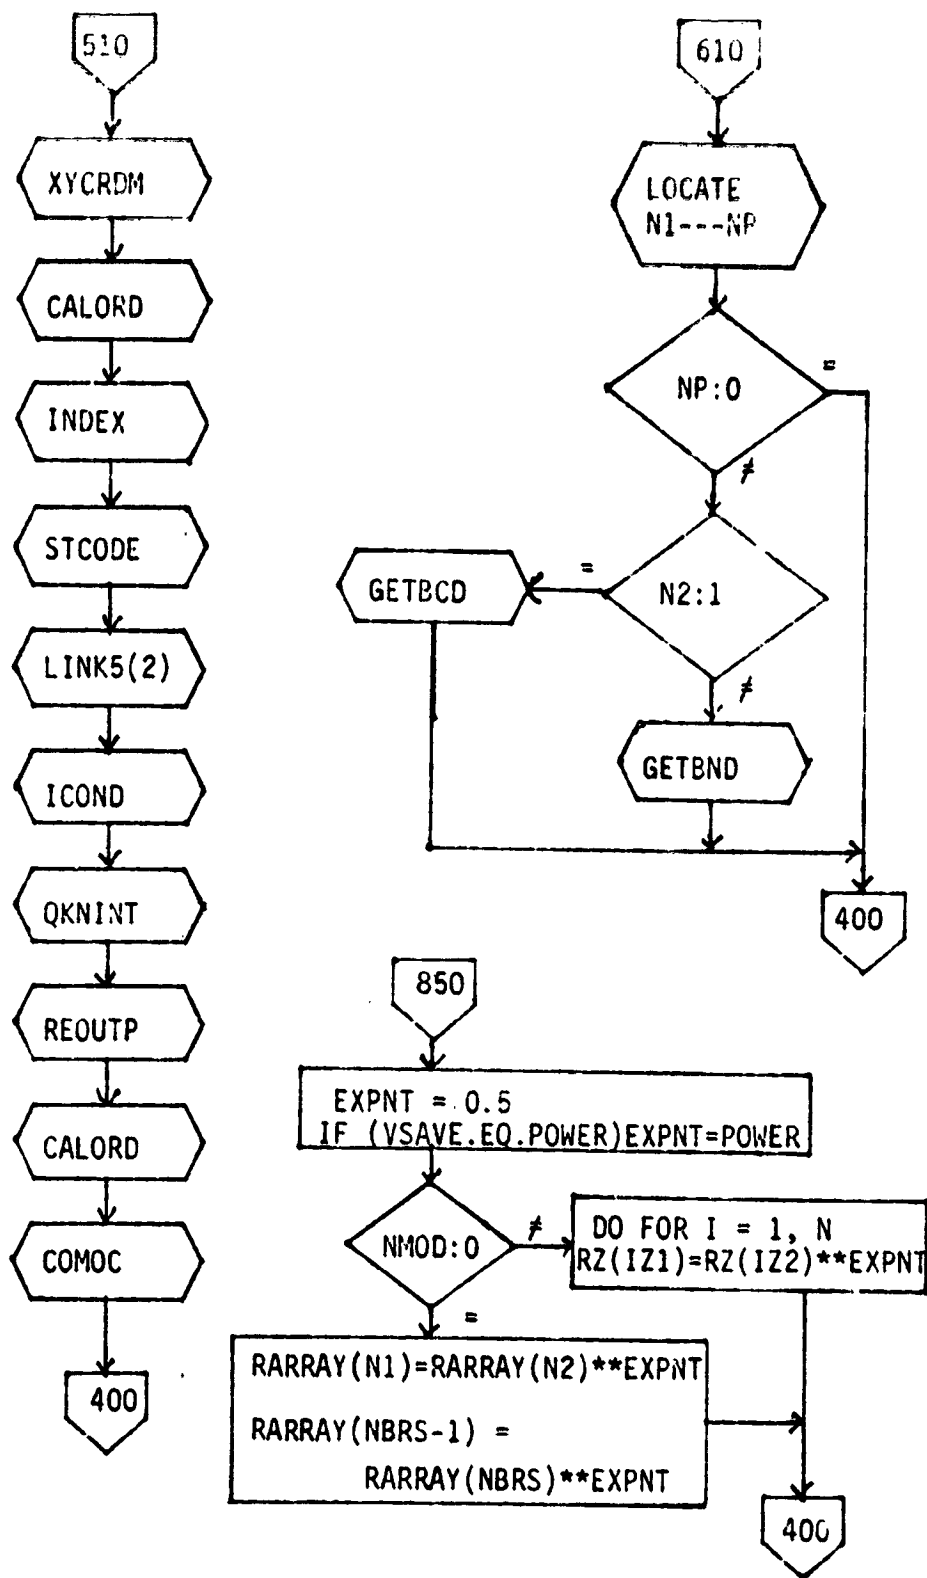 510
XYCRDM
CALORD
INDEX
STCODE
LINK5(2)
ICOND
QKNINT
REOUTP
CALORD
COMOC
400
610
LOCATE
N1---NP
NP:0
=
≠
N2:1
=
≠
GETBCD
GETBND
400
850
EXPNT = 0.5
IF (VSAVE.EQ.POWER)EXPNT=POWER
NMOD:0
≠
=
DO FOR I = 1, N
RZ(IZ1)=RZ(IZ2)**EXPNT
RARRAY(N1)=RARRAY(N2)**EXPNT
RARRAY(NBRS-1) =
RARRAY(NBRS)**EXPNT
400